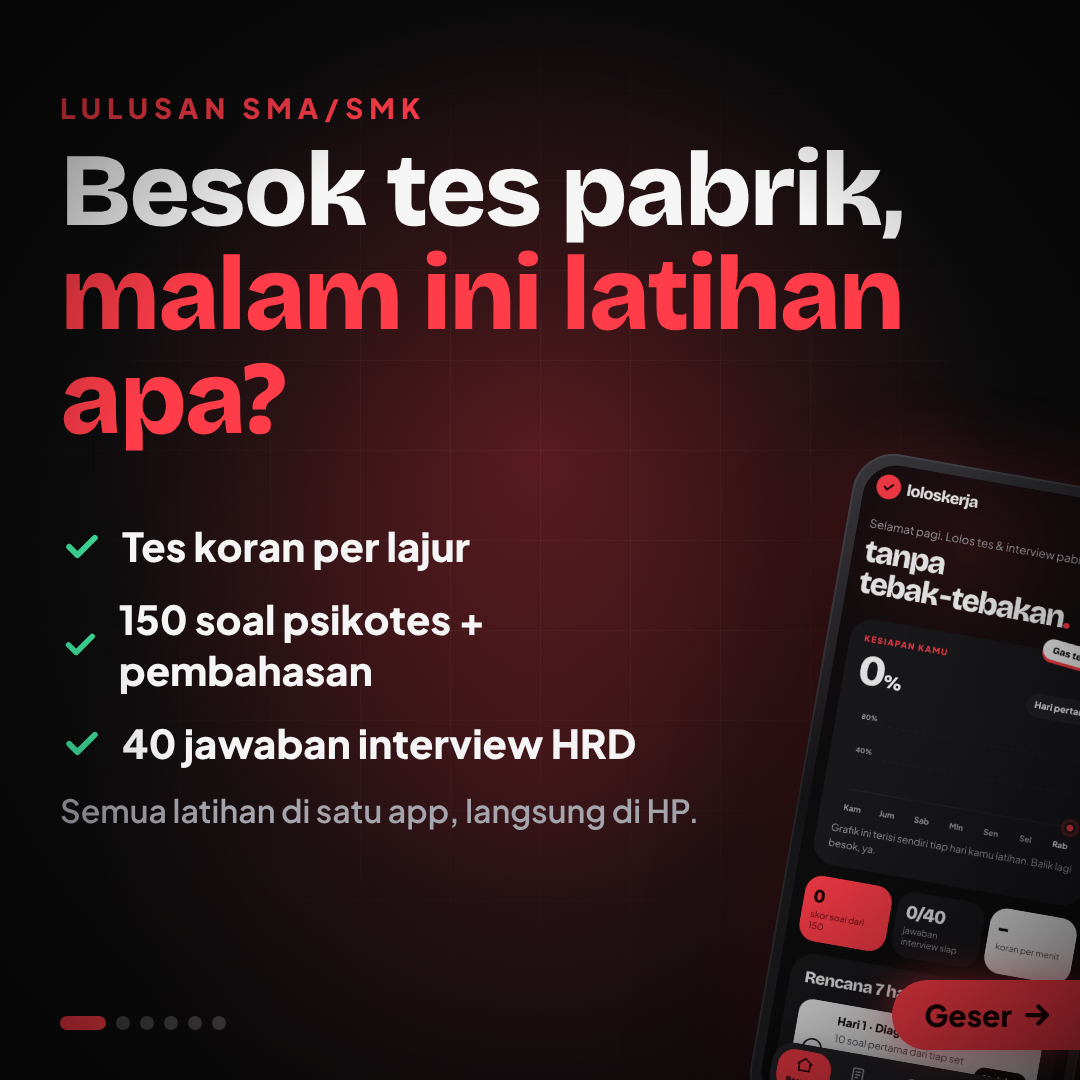 LULUSAN SMA/SMK
Besok tes pabrik,
malam ini latihan
apa?
Tes koran per lajur
150 soal psikotes +
pembahasan
40 jawaban interview HRD
Semua latihan di satu app, langsung di HP.
loloskerja
Selamat pagi. Lolos tes & interview
tanpa
tebak-tebakan.
KESIAPAN KAMU
Gas
0%
Hari
80%
40%
Kam Jum Sab Min Sen Sel Rab
Grafik ini terisi sendiri tiap hari kamu latihan. Balik lagi
besok, ya.
0
skor soal dari
150
0/40
jawaban
interview siap
–
koran per menit
Rencana 7
Hari 1 ·
10 soal pertama dari tiap set
Geser →